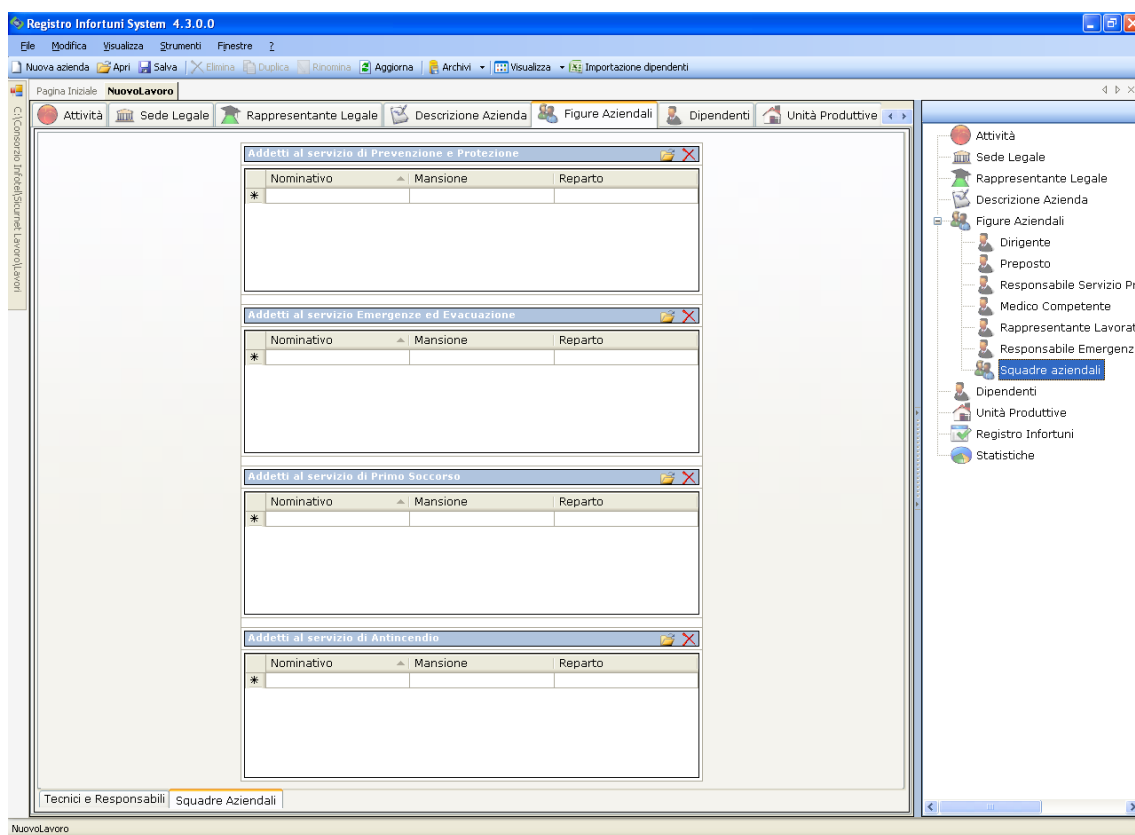 Registro Infortuni System 4.3.0.0
File Modifica Visualizza Strumenti Finestre ?
Nuova azienda Apri Salva Elimina Duplica Rinomina Aggiorna Archivi Visualizza Importazione dipendenti
Pagina Iniziale NuovoLavoro
C:\Consorzio Infotel\Sicurnet Lavoro\Lavori
Attività Sede Legale Rappresentante Legale Descrizione Azienda Figure Aziendali Dipendenti Unità Produttive
Addetti al servizio di Prevenzione e Protezione
Nominativo Mansione Reparto
Addetti al servizio Emergenze ed Evacuazione
Nominativo Mansione Reparto
Addetti al servizio di Primo Soccorso
Nominativo Mansione Reparto
Addetti al servizio di Antincendio
Nominativo Mansione Reparto
Tecnici e Responsabili Squadre Aziendali
Attività
Sede Legale
Rappresentante Legale
Descrizione Azienda
Figure Aziendali
Dirigente
Preposto
Responsabile Servizio Pr
Medico Competente
Rappresentante Lavorat
Responsabile Emergenz
Squadre aziendali
Dipendenti
Unità Produttive
Registro Infortuni
Statistiche
NuovoLavoro